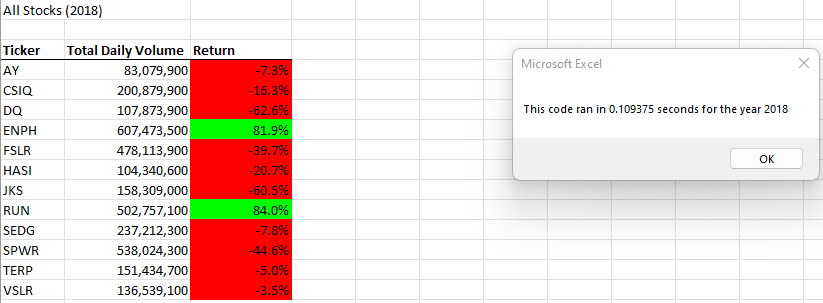 All Stocks (2018)
Ticker Total Daily Volume Return
AY 83,079,900 -7.3%
CSIQ 200,879,900 -16.3%
DQ 107,873,900 -62.6%
ENPH 607,473,500 81.9%
FSLR 478,113,900 -39.7%
HASI 104,340,600 -20.7%
JKS 158,309,000 -60.5%
RUN 502,757,100 84.0%
SEDG 237,212,300 -7.8%
SPWR 538,024,300 -44.6%
TERP 151,434,700 -5.0%
VSLR 136,539,100 -3.5%
Microsoft Excel
This code ran in 0.109375 seconds for the year 2018
OK